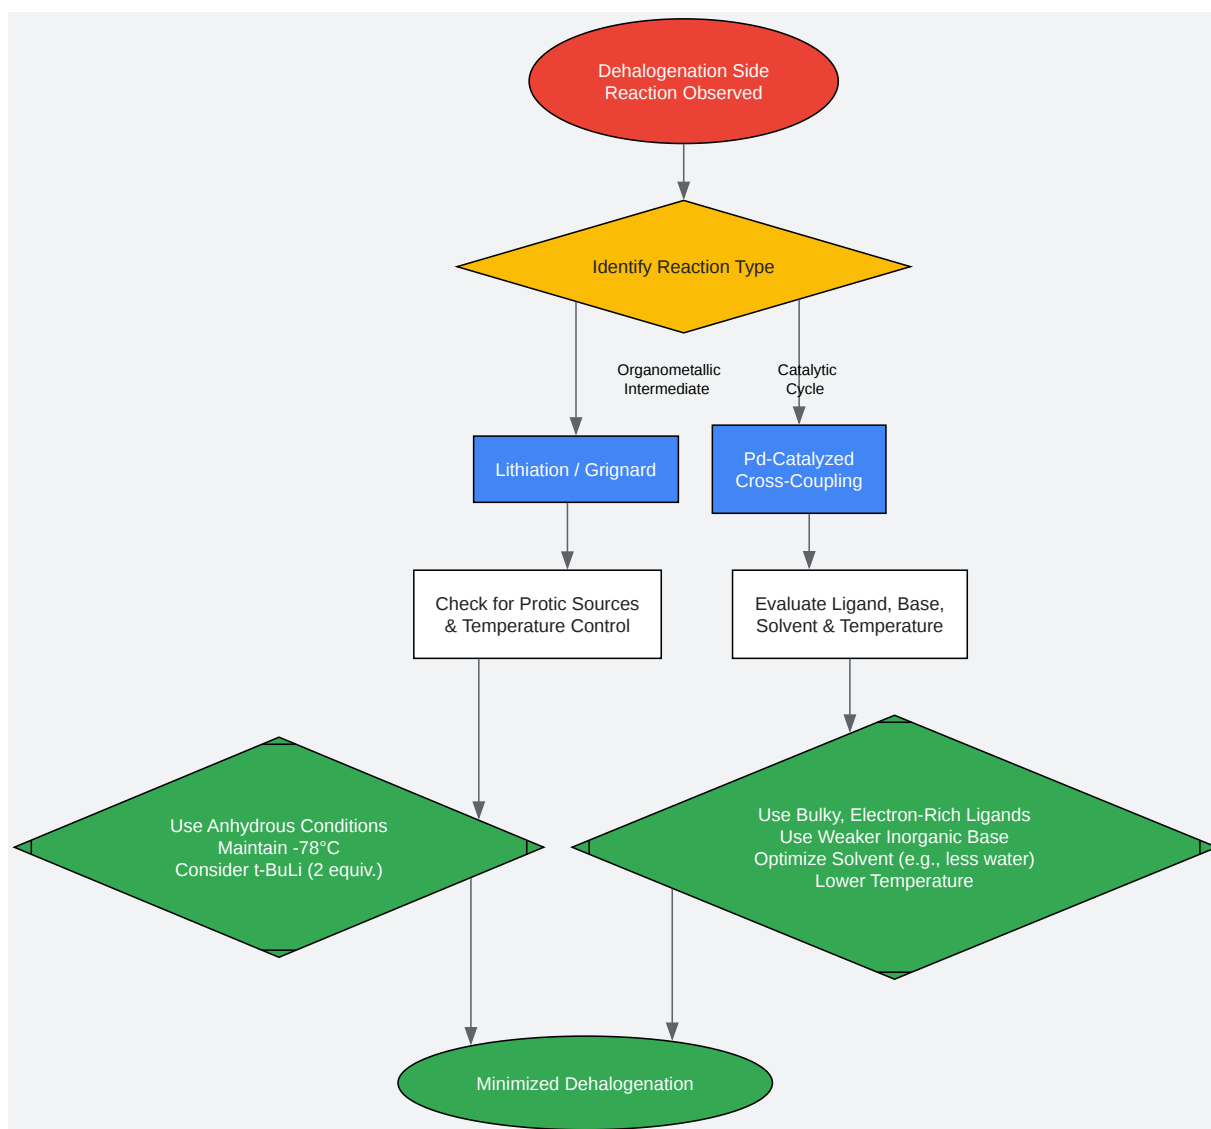 Dehalogenation Side
Reaction Observed
Identify Reaction Type
Organometallic
Intermediate
Catalytic
Cycle
Lithiation / Grignard
Pd-Catalyzed
Cross-Coupling
Check for Protic Sources
& Temperature Control
Evaluate Ligand, Base,
Solvent & Temperature
Use Anhydrous Conditions
Maintain -78°C
Consider t-BuLi (2 equiv.)
Use Bulky, Electron-Rich Ligands
Use Weaker Inorganic Base
Optimize Solvent (e.g., less water)
Lower Temperature
Minimized Dehalogenation